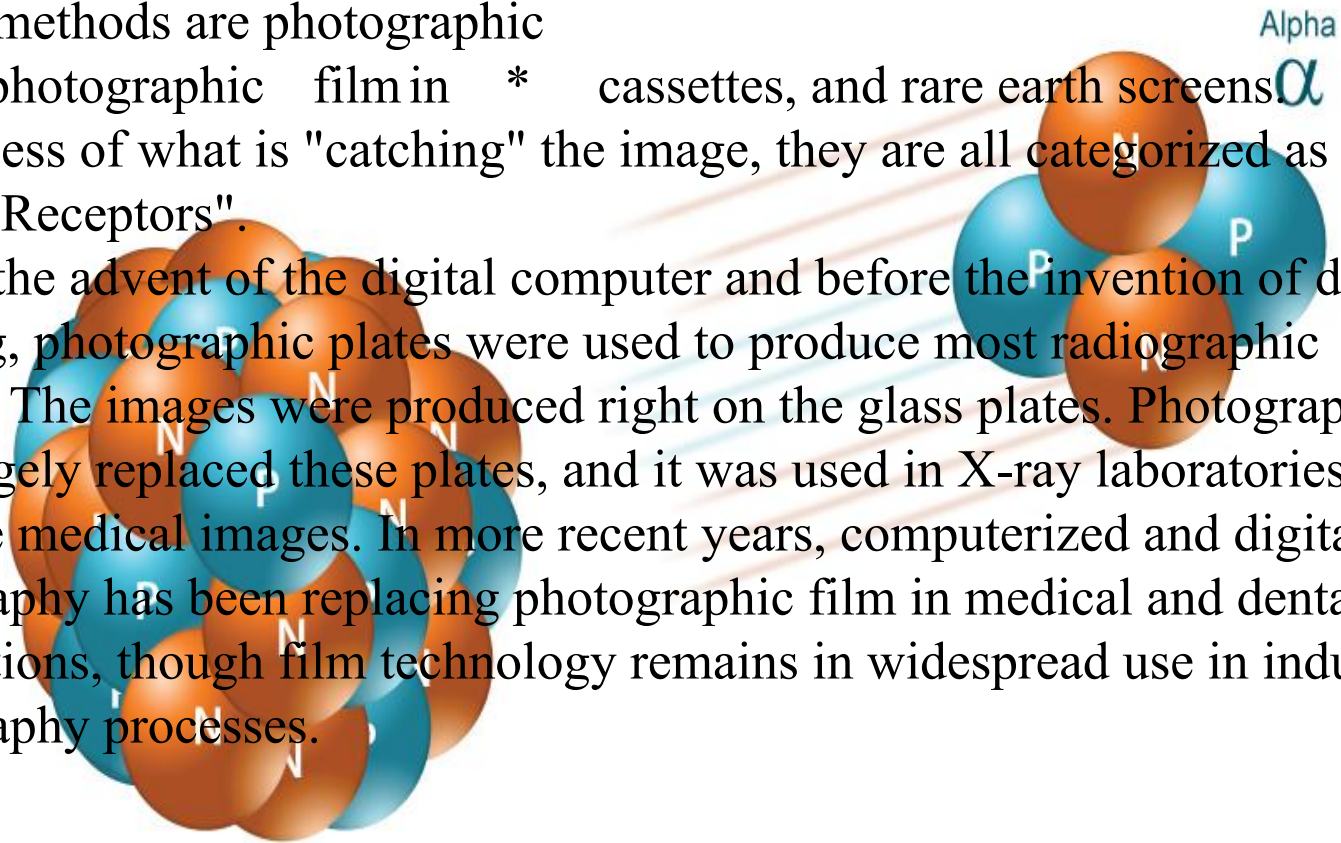 methods are photographic
photographic film in * cassettes, and rare earth screens.
ess of what is "catching" the image, they are all categorized as
Receptors".
the advent of the digital computer and before the invention of d
g, photographic plates were used to produce most radiographic
The images were produced right on the glass plates. Photograp
gely replaced these plates, and it was used in X-ray laboratories
e medical images. In more recent years, computerized and digita
aphy has been replacing photographic film in medical and denta
tions, though film technology remains in widespread use in indu
aphy processes.
Alpha
α
N
P
P
N
P
N
N
N
P
N
N
P
N
N
N